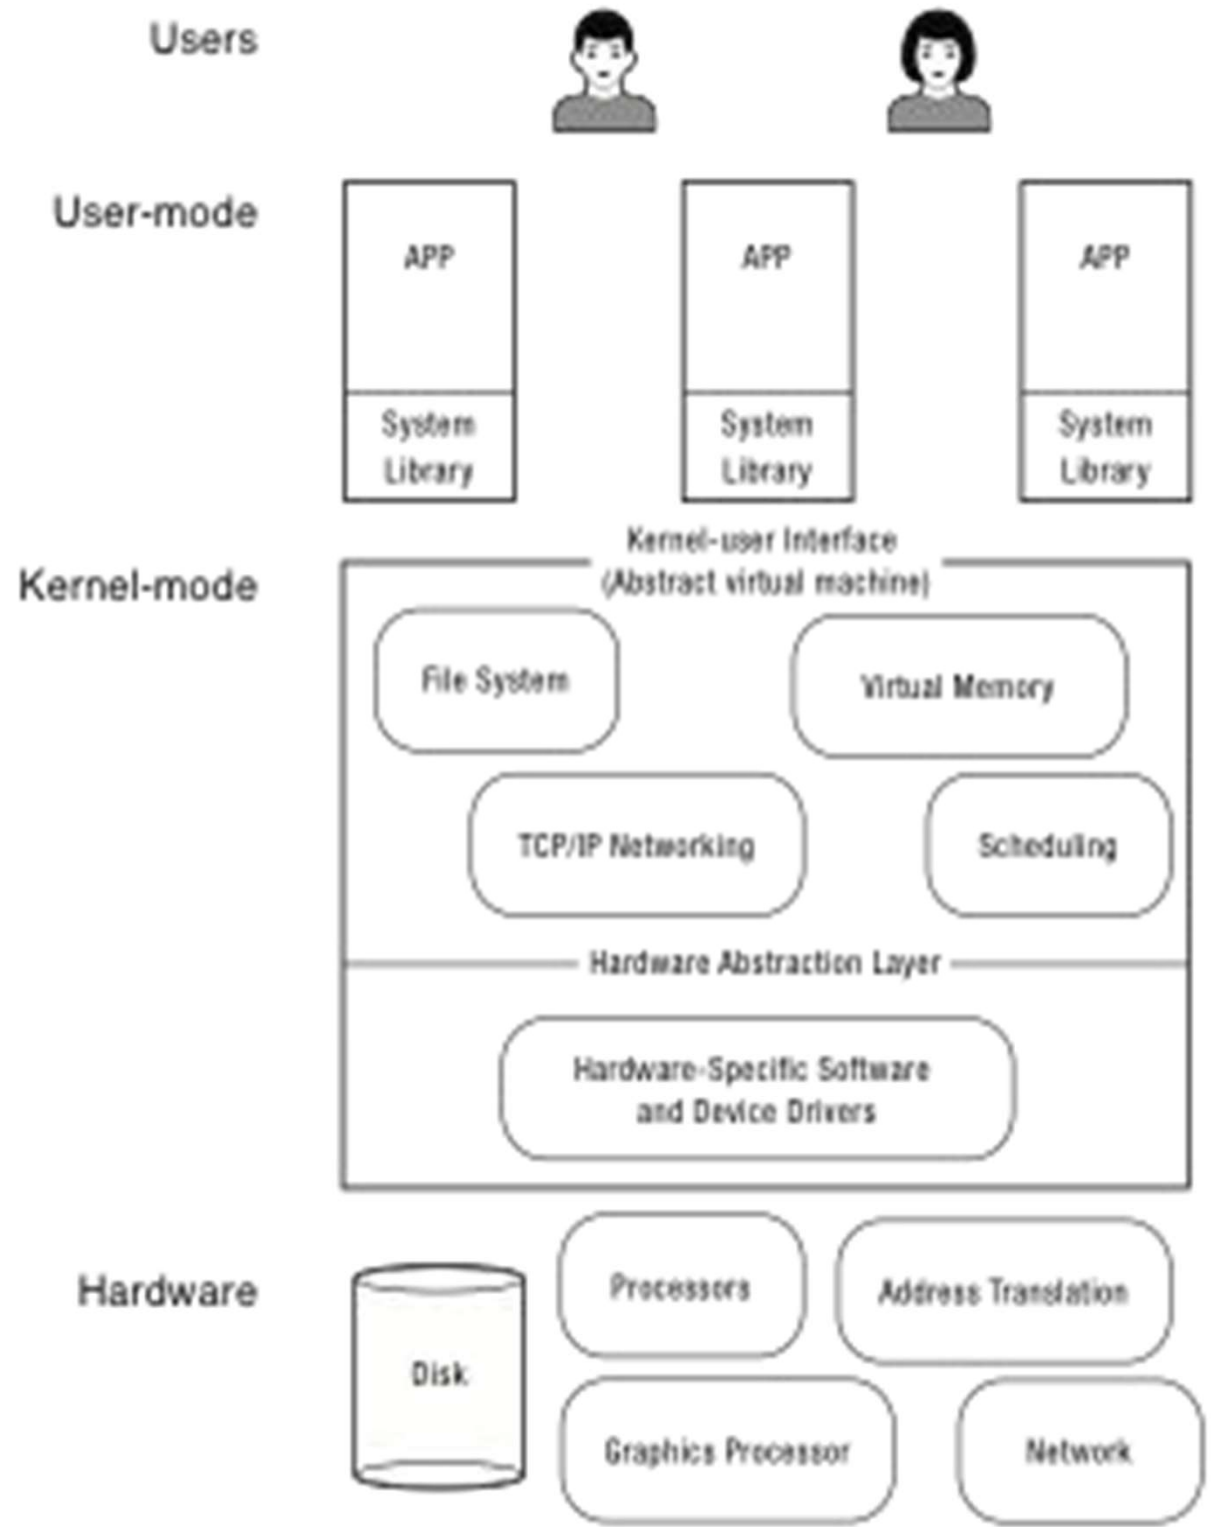 Users
User-mode
APP
APP
APP
System
Library
System
Library
System
Library
Kernel-user Interface
(Abstract virtual machine)
Kernel-mode
File System
Virtual Memory
TCP/IP Networking
Scheduling
Hardware Abstraction Layer
Hardware-Specific Software
and Device Drivers
Hardware
Processors
Address Translation
Disk
Graphics Processor
Network